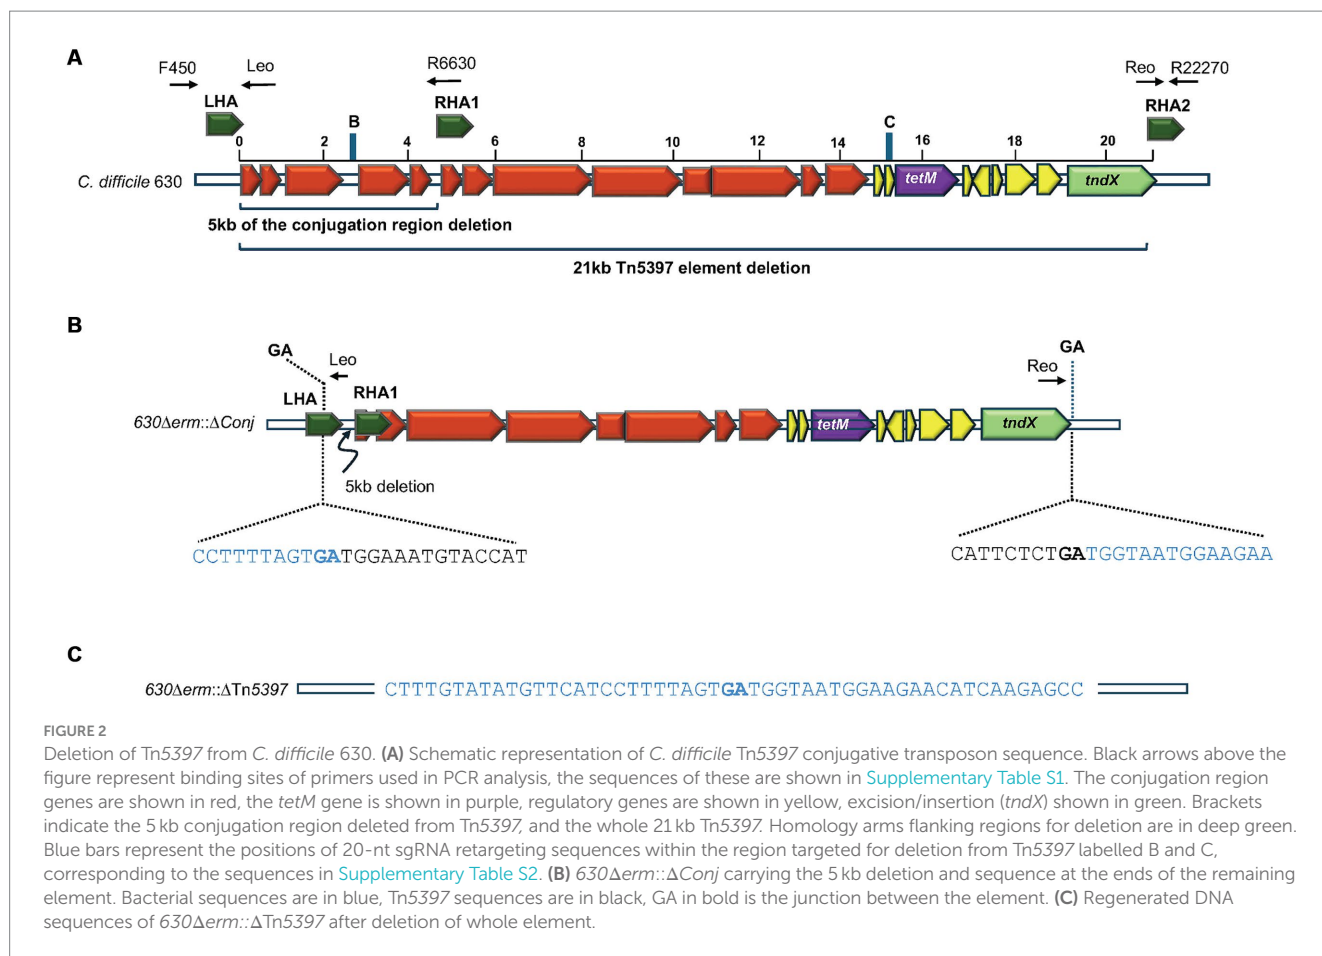 A
F450
Leo
R6630
Reo
R22270
LHA
RHA1
RHA2
B
C
0 2 4 6 8 10 12 14 16 18 20
C. difficile 630
tetM
tndX
5kb of the conjugation region deletion
21kb Tn5397 element deletion
B
GA
Leo
GA
Reo
LHA
RHA1
630Δerm::ΔConj
tetM
tndX
5kb deletion
CCTTTTAGTGATGGAAATGTACCAT
CATTCTCTGATGGTAATGGAAGAA
C
630Δerm::ΔTn5397
CTTTGTATATGTTCATCCTTTTAGTGATGGTAATGGAAGAACATCAAGAGCC
FIGURE 2
Deletion of Tn5397 from C. difficile 630. (A) Schematic representation of C. difficile Tn5397 conjugative transposon sequence. Black arrows above the
figure represent binding sites of primers used in PCR analysis, the sequences of these are shown in Supplementary Table S1. The conjugation region
genes are shown in red, the tetM gene is shown in purple, regulatory genes are shown in yellow, excision/insertion (tndX) shown in green. Brackets
indicate the 5 kb conjugation region deleted from Tn5397, and the whole 21 kb Tn5397. Homology arms flanking regions for deletion are in deep green.
Blue bars represent the positions of 20-nt sgRNA retargeting sequences within the region targeted for deletion from Tn5397 labelled B and C,
corresponding to the sequences in Supplementary Table S2. (B) 630Δerm::ΔConj carrying the 5 kb deletion and sequence at the ends of the remaining
element. Bacterial sequences are in blue, Tn5397 sequences are in black, GA in bold is the junction between the element. (C) Regenerated DNA
sequences of 630Δerm::ΔTn5397 after deletion of whole element.